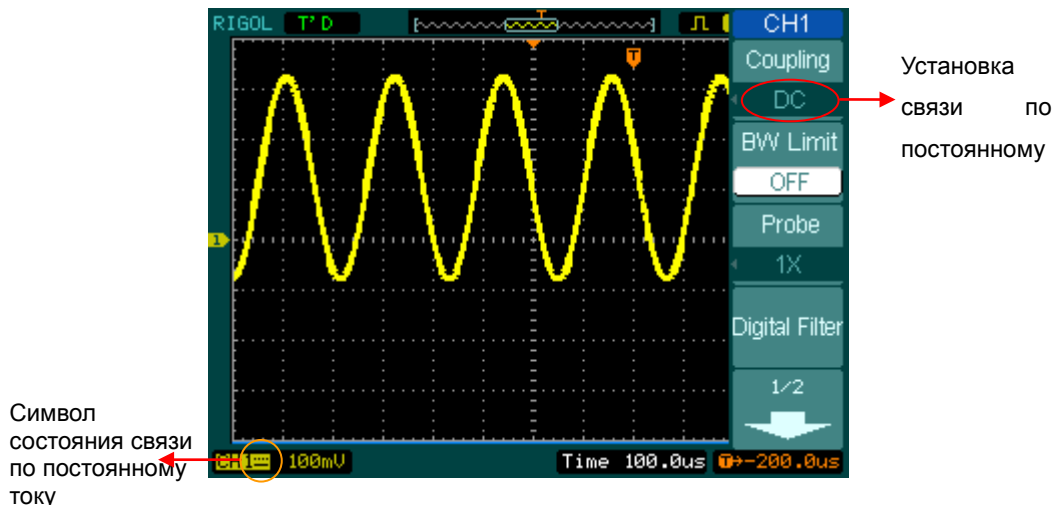 RIGOL T'D T CH1
Coupling
DC
BW Limit
OFF
Probe
1X
Digital Filter
1/2
T
1
CH1 100mV Time 100.0us T→-200.0us
Установка
связи по
постоянному
Символ
состояния связи
по постоянному
току